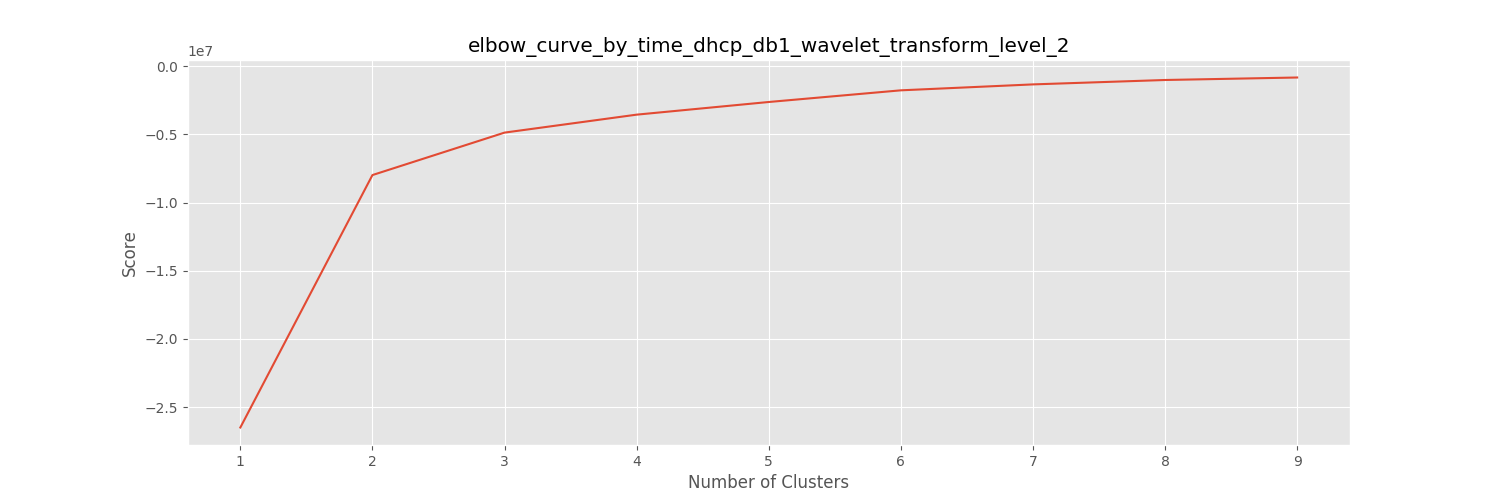 elbow_curve_by_time_dhcp_db1_wavelet_transform_level_2
1e7
0.0
−0.5
−1.0
−1.5
−2.0
−2.5
Score
1 2 3 4 5 6 7 8 9
Number of Clusters